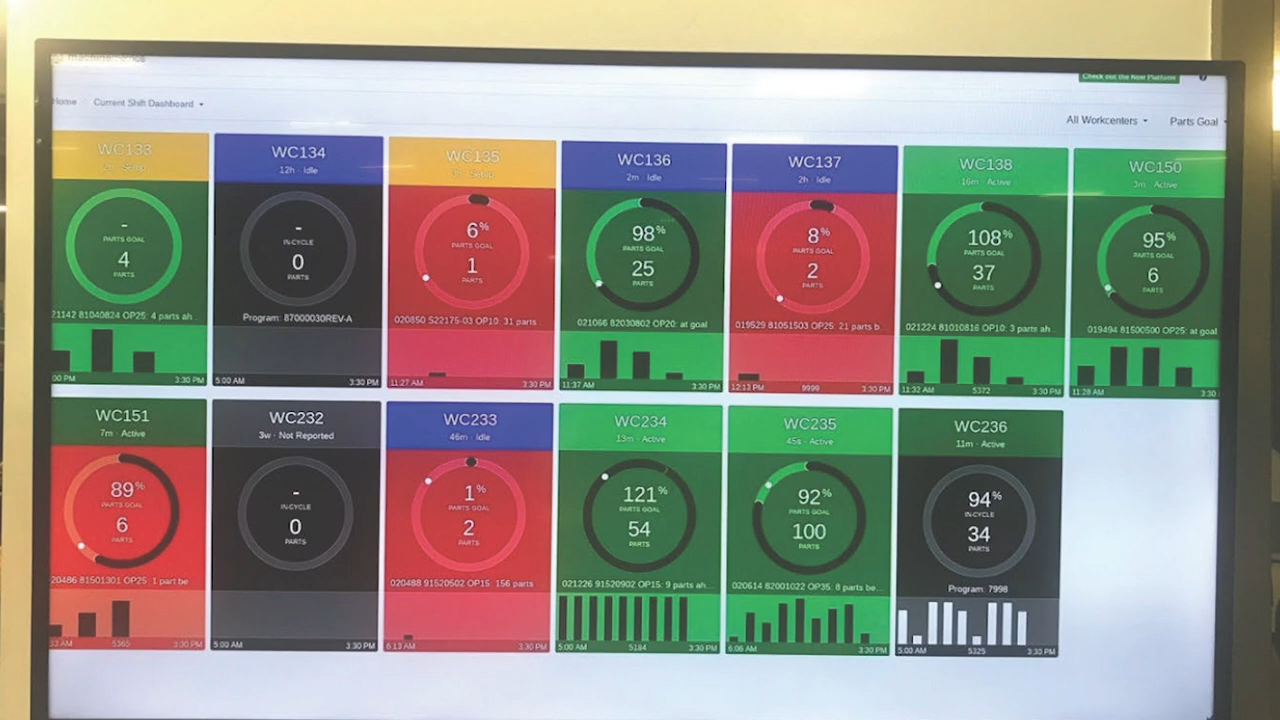 Check out the New Platform
Home Current Shift Dashboard
All Workcenters Parts Goal
WC133
Setup
-
PARTS GOAL
4
PARTS
21142 81040824 OP25: 4 parts ah
:00 PM 3:30 PM
WC134
12h · Idle
-
IN-CYCLE
0
PARTS
Program: 87000030REV-A
5:00 AM 3:30 PM
WC135
Setup
6%
PARTS GOAL
1
PARTS
020850 S22175-03 OP10: 31 parts
11:27 AM 3:30 PM
WC136
2m · Idle
98%
PARTS GOAL
25
PARTS
021066 82030802 OP20: at goal
11:37 AM 3:30 PM
WC137
2h · Idle
8%
PARTS GOAL
2
PARTS
019529 81051503 OP25: 21 parts b...
12:13 PM 9999 3:30 PM
WC138
16m · Active
108%
PARTS GOAL
37
PARTS
021224 81010816 OP10: 3 parts ah...
11:32 AM 5372 3:30 PM
WC150
3m · Active
95%
PARTS GOAL
6
PARTS
019494 81500500 OP25: at goal
11:28 AM 3:30
WC151
7m · Active
89%
PARTS GOAL
6
PARTS
20486 81501301 OP25: 1 part be
:33 AM 5365 3:30 PM
WC232
3w · Not Reported
-
IN-CYCLE
0
PARTS
5:00 AM 3:30 PM
WC233
46m · Idle
1%
PARTS GOAL
2
PARTS
020488 91520502 OP15: 156 parts
6:13 AM 3:30 PM
WC234
13m · Active
121%
PARTS GOAL
54
PARTS
021226 91520902 OP15: 9 parts ah...
5:00 AM 5184 3:30 PM
WC235
45s · Active
92%
PARTS GOAL
100
PARTS
020614 82001022 OP35: 8 parts be...
6:06 AM 3:30 PM
WC236
11m · Active
94%
IN-CYCLE
34
PARTS
Program: 7998
5:00 AM 5325 3:30 PM